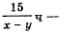 15/(x − y) ч —